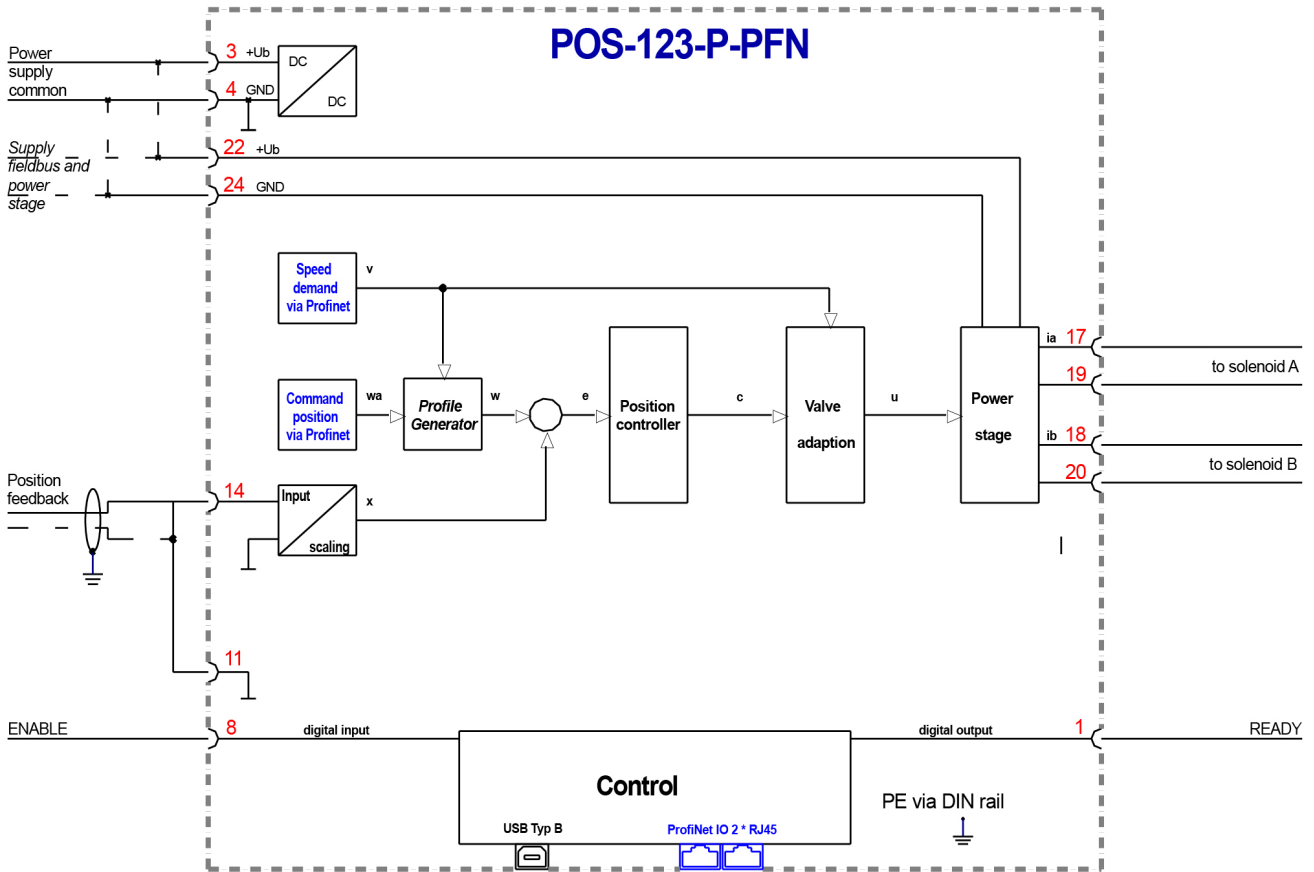 POS-123-P-PFN
Power
supply
common
3 +Ub
DC
DC
4 GND
Supply
fieldbus and
power
stage
22 +Ub
24 GND
Speed
demand
via Profinet
v
Command
position
via Profinet
wa
Profile
Generator
w
e
Position
controller
c
Valve
adaption
u
Power
stage
ia 17
19
to solenoid A
ib 18
20
to solenoid B
Position
feedback
14
Input
scaling
x
11
ENABLE
8
digital input
digital output
1
READY
Control
USB Typ B
ProfiNet IO 2 * RJ45
PE via DIN rail